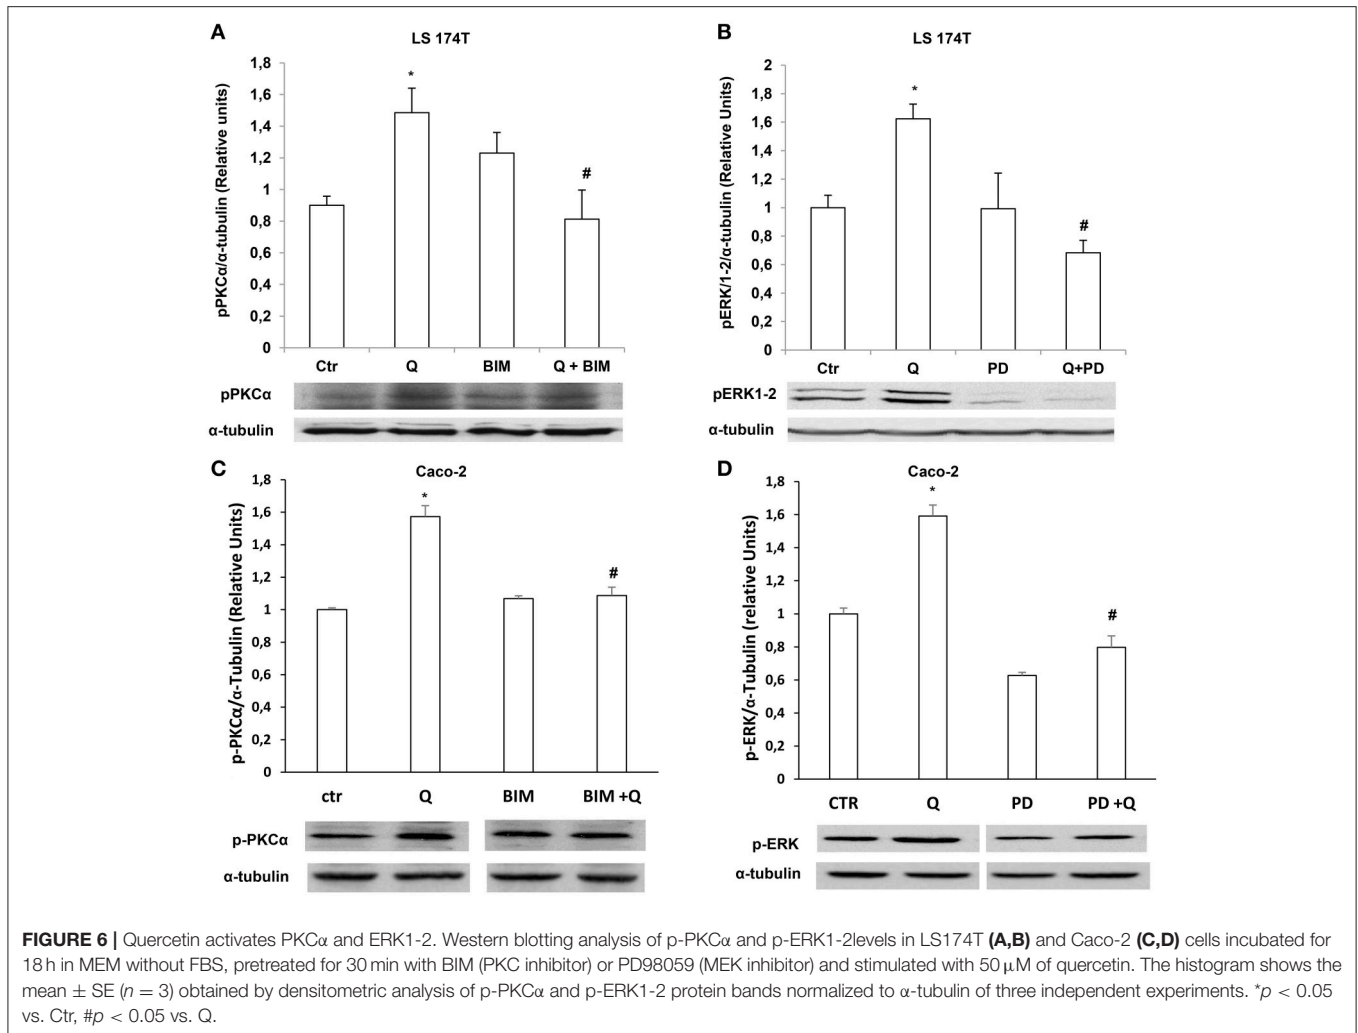 A
LS 174T
pPKCα/α-tubulin (Relative units)
1,8
1,6
1,4
1,2
1
0,8
0,6
0,4
0,2
0
*
#
Ctr Q BIM Q + BIM
pPKCα
α-tubulin
B
LS 174T
pERK/1-2/α-tubulin (Relative Units)
2
1,8
1,6
1,4
1,2
1
0,8
0,6
0,4
0,2
0
*
#
Ctr Q PD Q+PD
pERK1-2
α-tubulin
C
Caco-2
p-PKCα/α-Tubulin (Relative Units)
1,8
1,6
1,4
1,2
1
0,8
0,6
0,4
0,2
0
*
#
ctr Q BIM BIM +Q
p-PKCα
α-tubulin
D
Caco-2
p-ERK/α-Tubulin (relative Units)
1,8
1,6
1,4
1,2
1
0,8
0,6
0,4
0,2
0
*
#
CTR Q PD PD +Q
p-ERK
α-tubulin
FIGURE 6 | Quercetin activates PKCα and ERK1-2. Western blotting analysis of p-PKCα and p-ERK1-2levels in LS174T (A,B) and Caco-2 (C,D) cells incubated for
18 h in MEM without FBS, pretreated for 30 min with BIM (PKC inhibitor) or PD98059 (MEK inhibitor) and stimulated with 50 μM of quercetin. The histogram shows the
mean ± SE (n = 3) obtained by densitometric analysis of p-PKCα and p-ERK1-2 protein bands normalized to α-tubulin of three independent experiments. *p < 0.05
vs. Ctr, #p < 0.05 vs. Q.